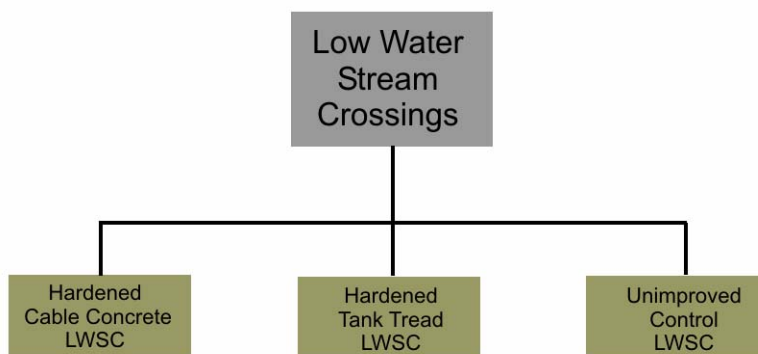 Low Water
Stream
Crossings
Hardened
Cable Concrete
LWSC
Hardened
Tank Tread
LWSC
Unimproved
Control
LWSC